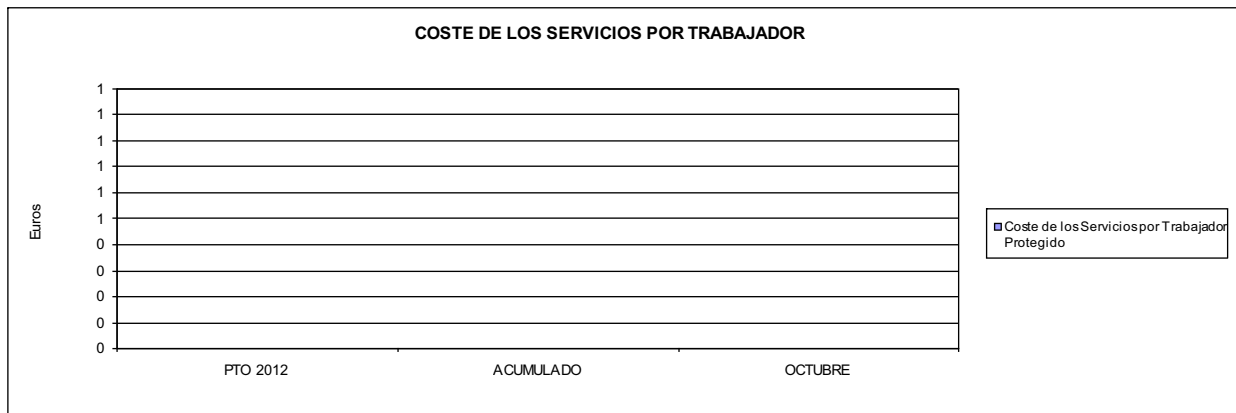 COSTE DE LOS SERVICIOS POR TRABAJADOR
1
1
1
1
1
1
0
0
0
0
0
Euros
PTO 2012
ACUMULADO
OCTUBRE
Coste de los Servicios por Trabajador
Protegido